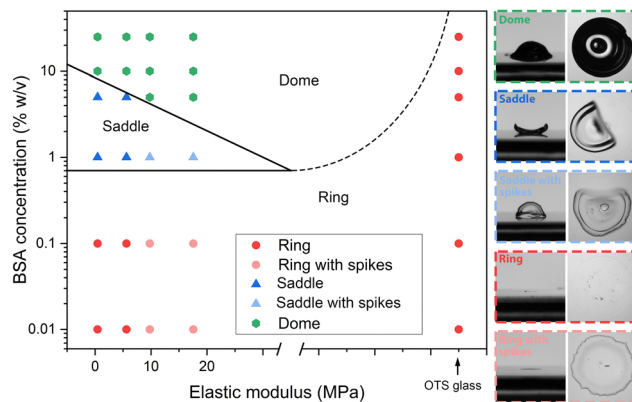 BSA concentration (% w/v)
10
1
0.1
0.01
Dome
Saddle
Ring
Ring
Ring with spikes
Saddle
Saddle with spikes
Dome
0
10
20
30
Elastic modulus (MPa)
OTS glass
Dome
Saddle
Saddle with
spikes
Ring
Ring with
spikes